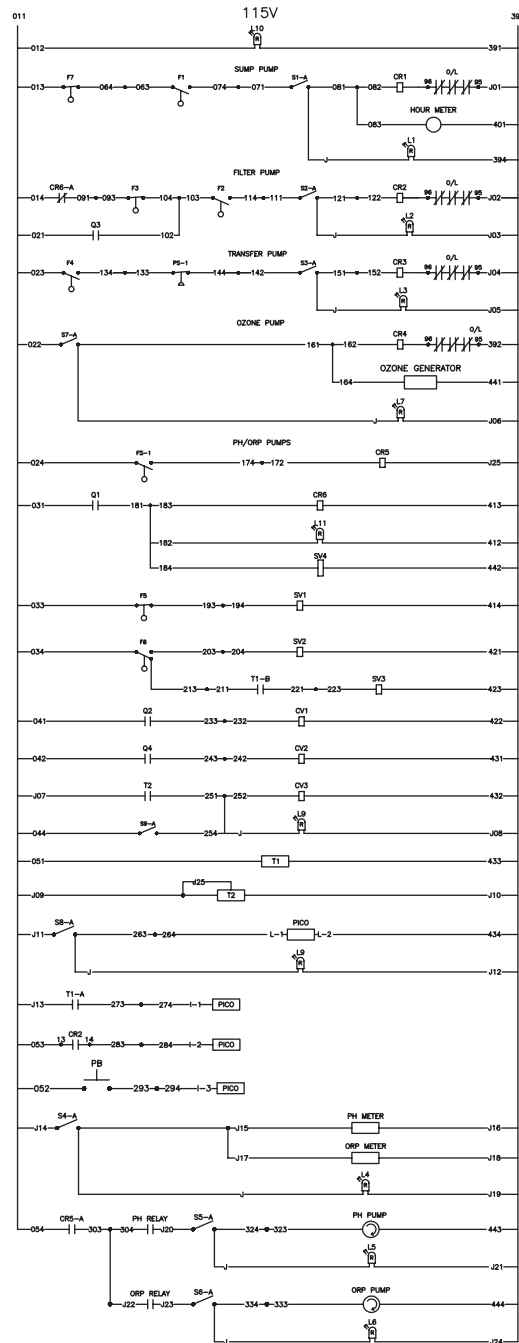 115V
011 39
L10
R
012 391
SUMP PUMP
F7 F1 S1-A CR1 O/L
013 064 063 074 071 081 082 96 95 J01
HOUR METER
083 401
L1
R
J 394
FILTER PUMP
CR6-A F3 F2 S2-A CR2 O/L
014 091 093 104 103 114 111 121 122 96 95 J02
Q3 L2
R
021 102 J J03
TRANSFER PUMP
F4 PS-1 S3-A CR3 O/L
023 134 133 144 142 151 152 96 95 J04
L3
R
J J05
OZONE PUMP
S7-A CR4 O/L
022 161 162 96 95 392
OZONE GENERATOR
164 441
L7
R
J J06
PH/ORP PUMPS
FS-1 CR5
024 174 172 J25
Q1 CR6
031 181 183 413
L11
R
182 412
SV4
184 442
F5 SV1
033 193 194 414
F6 SV2
034 203 204 421
T1-B SV3
213 211 221 223 423
Q2 CV1
041 233 232 422
Q4 CV2
042 243 242 431
T2 CV3
J07 251 252 432
S9-A L9
R
044 254 J J08
051 T1 433
J25
J09 T2 J10
S8-A
J11 263 264 L-1 PICO L-2 434
L9
R
J J12
T1-A
J13 273 274 I-1 PICO
CR2
053 13 14 283 284 I-2 PICO
PB
052 293 294 I-3 PICO
S4-A PH METER
J14 J15 J16
ORP METER
J17 J18
L4
R
J J19
CR5-A PH RELAY S5-A PH PUMP
054 303 304 J20 324 323 443
L5
R
J J21
ORP RELAY S6-A ORP PUMP
J22 J23 334 333 444
L6
R
J J24